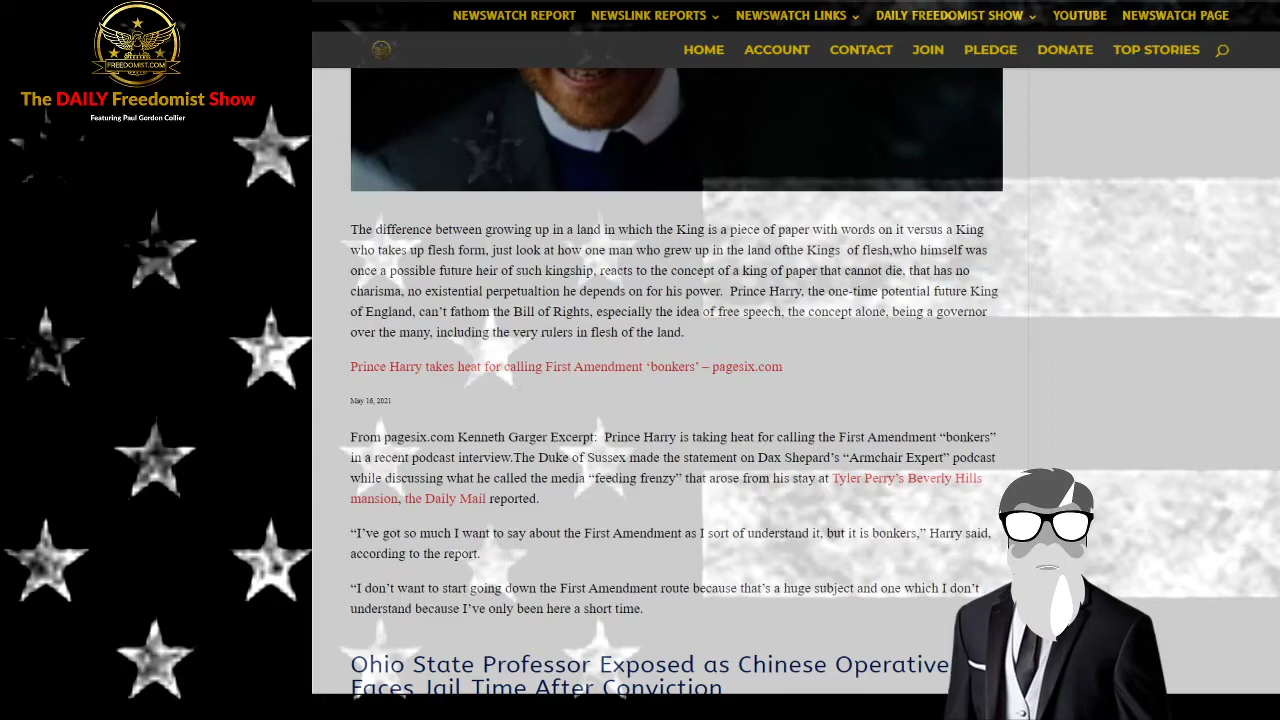 FREEDOMIST.COM
The DAILY Freedomist Show
Featuring Paul Gordon Collier
NEWSWATCH REPORT NEWSLINK REPORTS NEWSWATCH LINKS DAILY FREEDOMIST SHOW YOUTUBE NEWSWATCH PAGE
HOME ACCOUNT CONTACT JOIN PLEDGE DONATE TOP STORIES
The difference between growing up in a land in which the King is a piece of paper with words on it versus a King
who takes up flesh form, just look at how one man who grew up in the land ofthe Kings of flesh,who himself was
once a possible future heir of such kingship, reacts to the concept of a king of paper that cannot die, that has no
charisma, no existential perpetualtion he depends on for his power. Prince Harry, the one-time potential future King
of England, can’t fathom the Bill of Rights, especially the idea of free speech, the concept alone, being a governor
over the many, including the very rulers in flesh of the land.
Prince Harry takes heat for calling First Amendment ‘bonkers’ – pagesix.com
May 16, 2021
From pagesix.com Kenneth Garger Excerpt: Prince Harry is taking heat for calling the First Amendment “bonkers”
in a recent podcast interview.The Duke of Sussex made the statement on Dax Shepard’s “Armchair Expert” podcast
while discussing what he called the media “feeding frenzy” that arose from his stay at Tyler Perry’s Beverly Hills
mansion, the Daily Mail reported.
“I’ve got so much I want to say about the First Amendment as I sort of understand it, but it is bonkers,” Harry said,
according to the report.
“I don’t want to start going down the First Amendment route because that’s a huge subject and one which I don’t
understand because I’ve only been here a short time.
Ohio State Professor Exposed as Chinese Operative
Faces Jail Time After Conviction